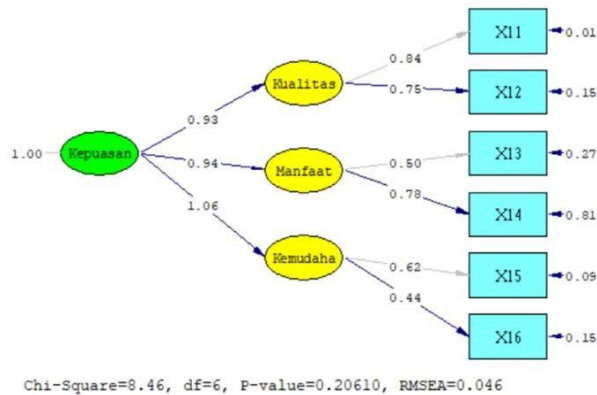 X11
0.01
0.84
Kualitas
0.75
X12
0.15
0.93
1.00
Kepuasan
0.94
Manfaat
0.50
X13
0.27
0.78
X14
0.81
1.06
Kemudaha
0.62
X15
0.09
0.44
X16
0.15
Chi-Square=8.46, df=6, P-value=0.20610, RMSEA=0.046